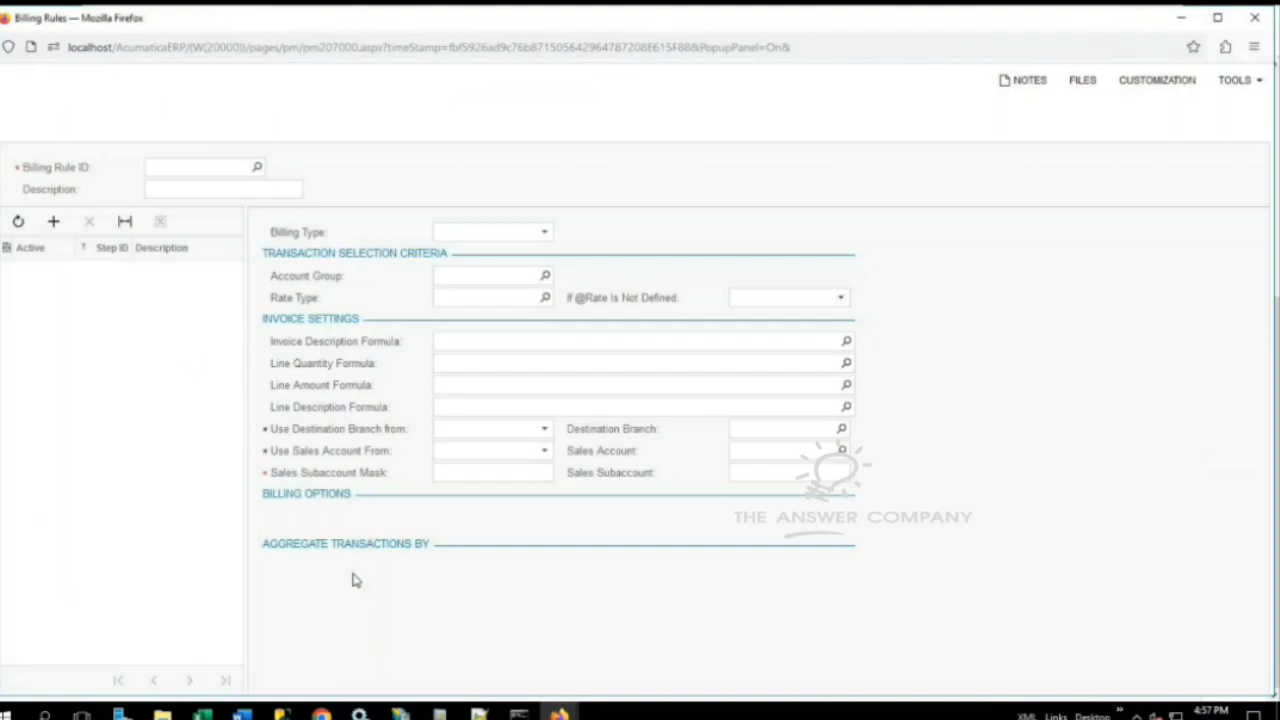 Billing Rules — Mozilla Firefox
localhost/AcumaticaERP/(W(20000))/pages/pm/pm207000.aspx?timeStamp=fbf5926ad9c76b871505642964787208E615F88&PopupPanel=On&
NOTES FILES CUSTOMIZATION TOOLS
* Billing Rule ID:
Description:
Active Step ID Description
Billing Type:
TRANSACTION SELECTION CRITERIA
Account Group:
Rate Type: If @Rate Is Not Defined:
INVOICE SETTINGS
Invoice Description Formula:
Line Quantity Formula:
Line Amount Formula:
Line Description Formula:
* Use Destination Branch from: Destination Branch:
* Use Sales Account From: Sales Account:
* Sales Subaccount Mask: Sales Subaccount:
BILLING OPTIONS
THE ANSWER COMPANY
AGGREGATE TRANSACTIONS BY
XML Links Desktop » 4:57 PM